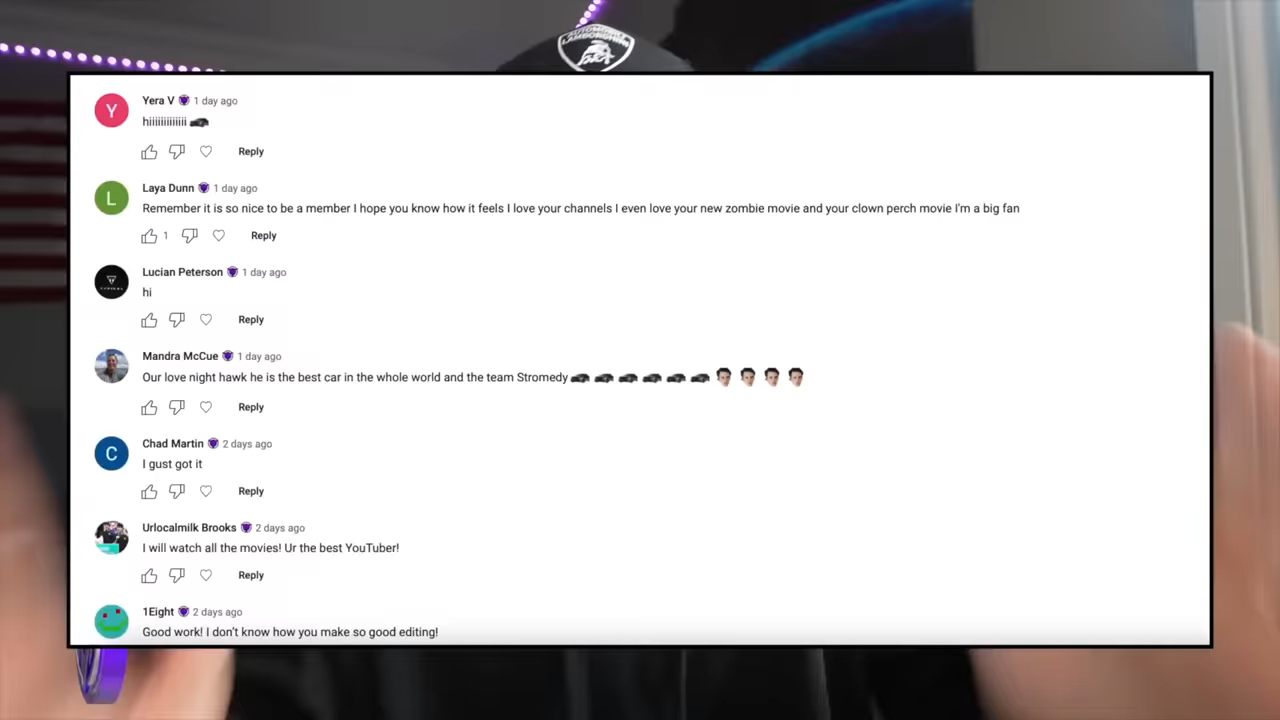 AUTOMOBILI
LAMBORGHINI
Y
Yera V 1 day ago
hiiiiiiiiiiiii
Reply
L
Laya Dunn 1 day ago
Remember it is so nice to be a member I hope you know how it feels I love your channels I even love your new zombie movie and your clown perch movie I'm a big fan
1 Reply
Lucian Peterson 1 day ago
hi
Reply
Mandra McCue 1 day ago
Our love night hawk he is the best car in the whole world and the team Stromedy
Reply
C
Chad Martin 2 days ago
I gust got it
Reply
Urlocalmilk Brooks 2 days ago
I will watch all the movies! Ur the best YouTuber!
Reply
1Eight 2 days ago
Good work! I don't know how you make so good editing!